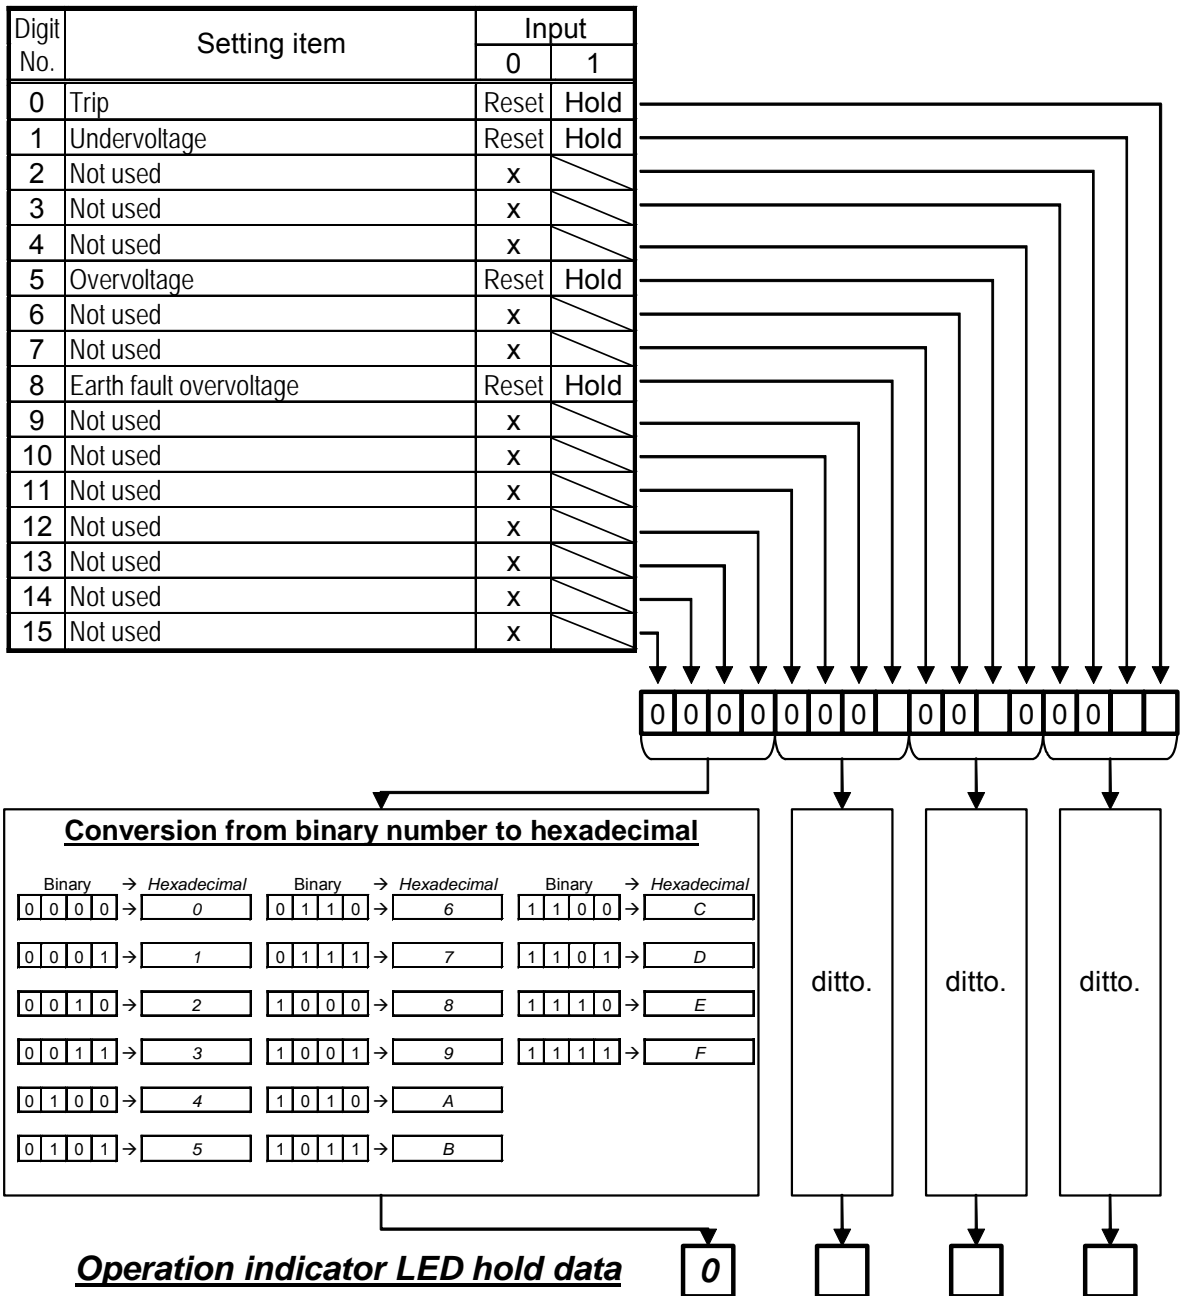 Digit No. Setting item Input
0 1
0 Trip Reset Hold
1 Undervoltage Reset Hold
2 Not used x
3 Not used x
4 Not used x
5 Overvoltage Reset Hold
6 Not used x
7 Not used x
8 Earth fault overvoltage Reset Hold
9 Not used x
10 Not used x
11 Not used x
12 Not used x
13 Not used x
14 Not used x
15 Not used x
0 0 0 0 0 0 0 0 0 0 0 0
Conversion from binary number to hexadecimal
Binary → Hexadecimal Binary → Hexadecimal Binary → Hexadecimal
0 0 0 0 → 0 0 1 1 0 → 6 1 1 0 0 → C
0 0 0 1 → 1 0 1 1 1 → 7 1 1 0 1 → D
0 0 1 0 → 2 1 0 0 0 → 8 1 1 1 0 → E
0 0 1 1 → 3 1 0 0 1 → 9 1 1 1 1 → F
0 1 0 0 → 4 1 0 1 0 → A
0 1 0 1 → 5 1 0 1 1 → B
ditto. ditto. ditto.
Operation indicator LED hold data 0